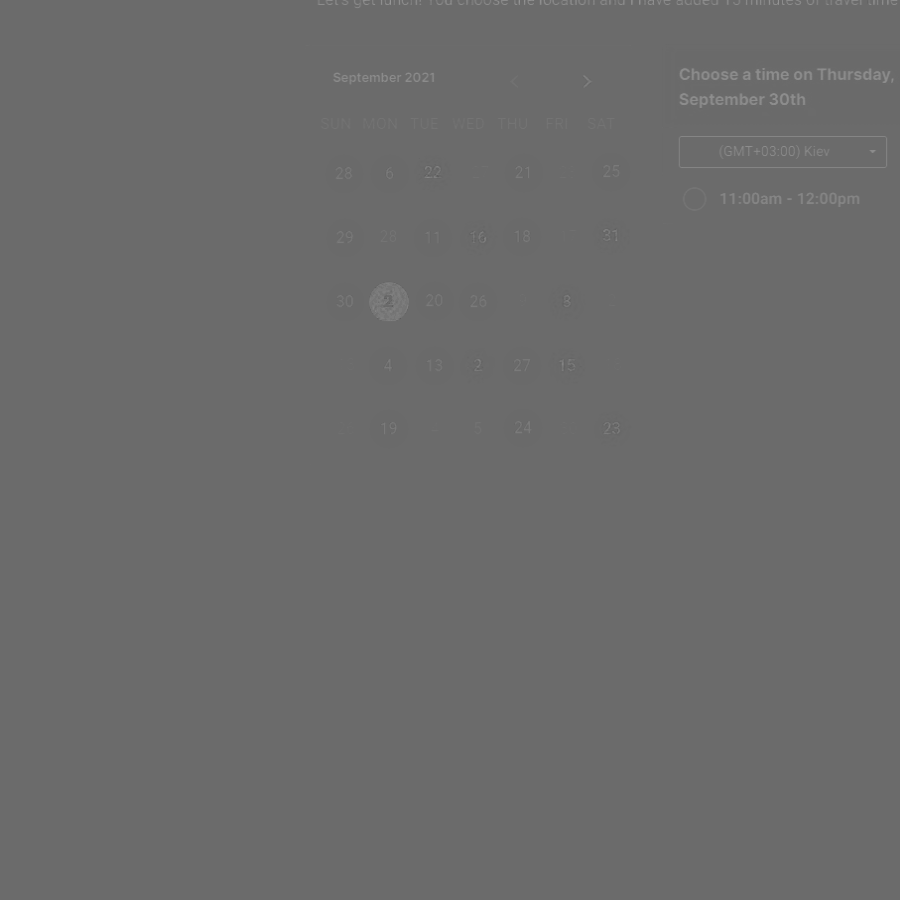 Let's get lunch! You choose the location and I have added 15 minutes of travel time
September 2021
Choose a time on Thursday,
September 30th
SUN MON TUE WED THU FRI SAT
(GMT+03:00) Kiev
28 6 22 21 25
11:00am - 12:00pm
29 28 11 16 18 31
30 20 26 8
4 13 2 27 15
19 5 24 23